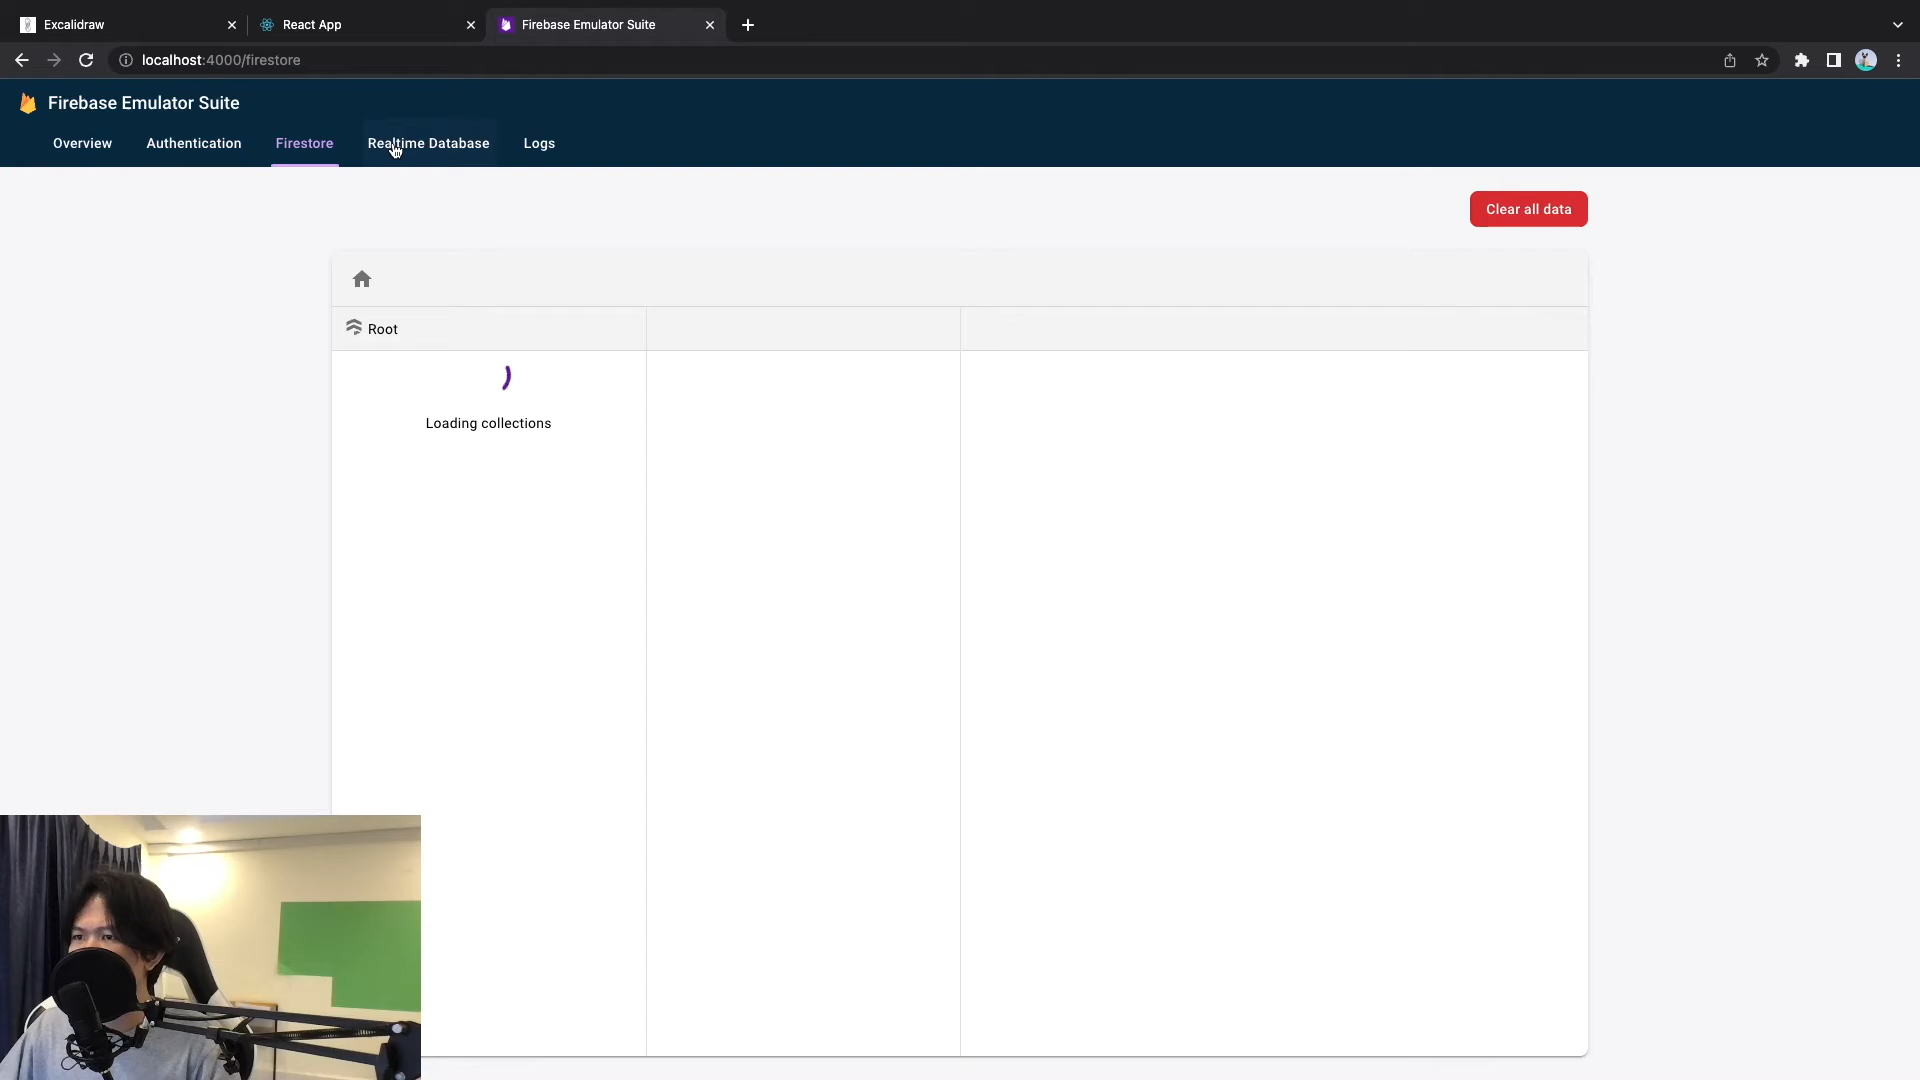 Excalidraw
React App
Firebase Emulator Suite
localhost:4000/firestore
Firebase Emulator Suite
Overview
Authentication
Firestore
Realtime Database
Logs
Clear all data
Root
Loading collections